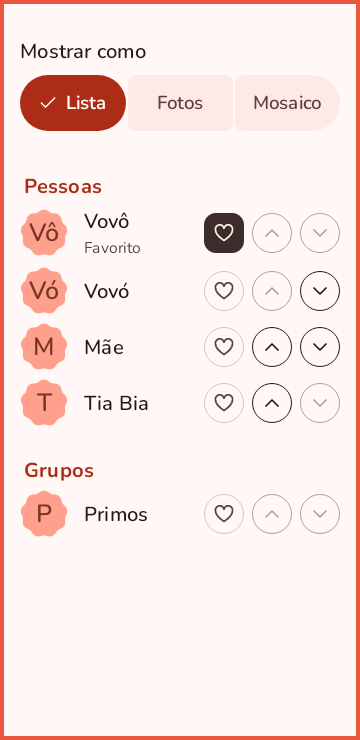 Mostrar como
Lista Fotos Mosaico
Pessoas
Vô Vovô
Favorito
Vó Vovó
M Mãe
T Tia Bia
Grupos
P Primos